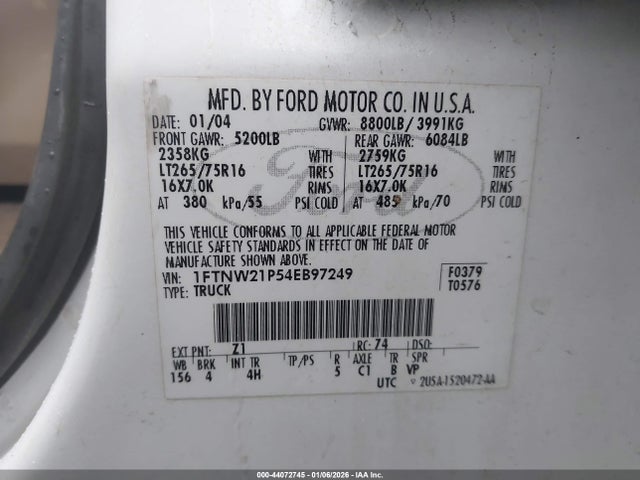 MFD. BY FORD MOTOR CO. IN U.S.A.
DATE: 01/04 GVWR: 8800LB / 3991KG
FRONT GAWR: 5200LB REAR GAWR: 6084LB
2358KG WITH 2759KG WITH
LT265/75R16 TIRES LT265/75R16 TIRES
16X7.0K RIMS 16X7.0K RIMS
AT 380 kPa/55 PSI COLD AT 485 kPa/70 PSI COLD
Ford
THIS VEHICLE CONFORMS TO ALL APPLICABLE FEDERAL MOTOR
VEHICLE SAFETY STANDARDS IN EFFECT ON THE DATE OF
MANUFACTURE SHOWN ABOVE.
VIN: 1FTNW21P54EB97249 F0379
TYPE: TRUCK T0576
EXT PNT: Z1 RC: 74 DSO:
WB BRK INT TR TP/PS R AXLE TR SPR
156 4 4H 5 C1 B VP
UTC 2U5A-1520472-AA
000-44072745 - 01/06/2026 - IAA Inc.